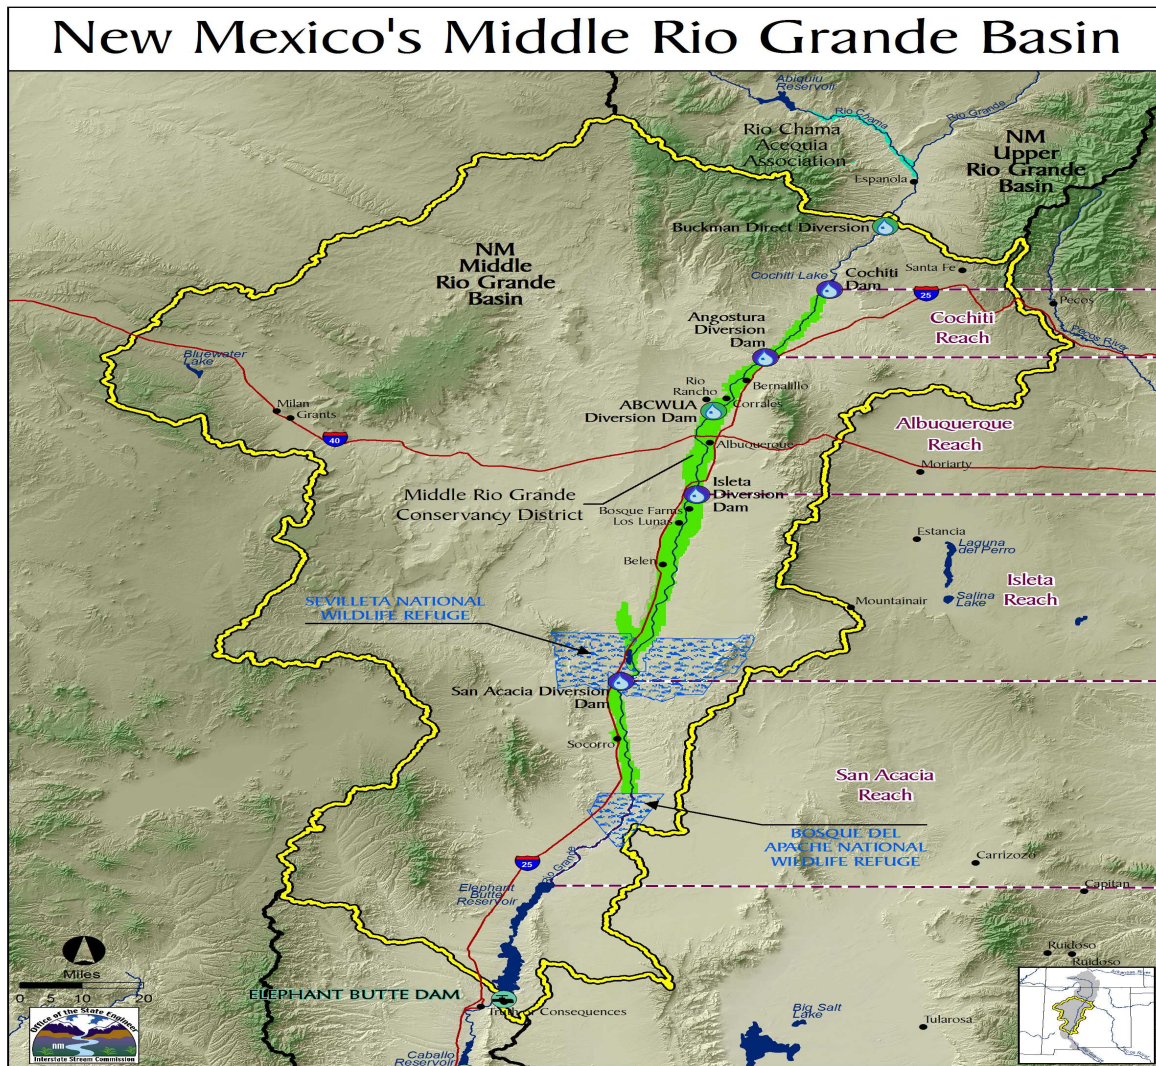 New Mexico's Middle Rio Grande Basin
Abiquiu
Reservoir
Rio Chama
Rio Grande
Rio Chama
Acequia
Association
NM
Upper
Rio Grande
Basin
Espanola
Buckman Direct Diversion
NM
Middle
Rio Grande
Basin
Cochiti Lake
Cochiti
Dam
Santa Fe
25
Pecos
Pecos River
Cochiti
Reach
Angostura
Diversion
Dam
Bluewater
Lake
Rio
Rancho
Bernalillo
Corrales
Milan
Grants
ABCWUA
Diversion Dam
Albuquerque
Reach
40
Albuquerque
Moriarty
Middle Rio Grande
Conservancy District
Isleta
Diversion
Dam
Bosque Farms
Los Lunas
Estancia
Laguna
del Perro
Belen
Isleta
Reach
Salina
Lake
SEVILLETA NATIONAL
WILDLIFE REFUGE
Mountainair
San Acacia Diversion
Dam
Socorro
San Acacia
Reach
BOSQUE DEL
APACHE NATIONAL
WILDLIFE REFUGE
25
Rio Grande
Carrizozo
Elephant
Butte
Reservoir
Capitan
Ruidoso
Ruidoso
Miles
0 5 10 20
ELEPHANT BUTTE DAM
Truth or Consequences
Big Salt
Lake
Tularosa
Caballo
Reservoir
Office of the State Engineer
nm
Interstate Stream Commission